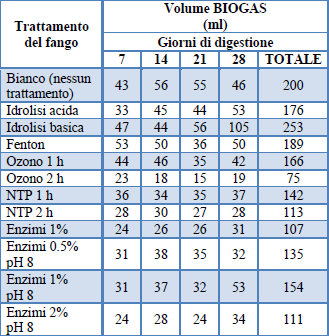 Trattamento del fango Volume BIOGAS (ml)
Giorni di digestione
7 14 21 28 TOTALE
Bianco (nessun trattamento) 43 56 55 46 200
Idrolisi acida 33 45 44 53 176
Idrolisi basica 47 44 56 105 253
Fenton 53 50 36 50 189
Ozono 1 h 44 46 35 42 166
Ozono 2 h 23 18 15 19 75
NTP 1 h 36 34 35 37 142
NTP 2 h 28 30 27 28 113
Enzimi 1% 24 26 26 31 107
Enzimi 0.5% pH 8 31 38 35 32 135
Enzimi 1% pH 8 31 37 32 53 154
Enzimi 2% pH 8 24 28 24 34 111